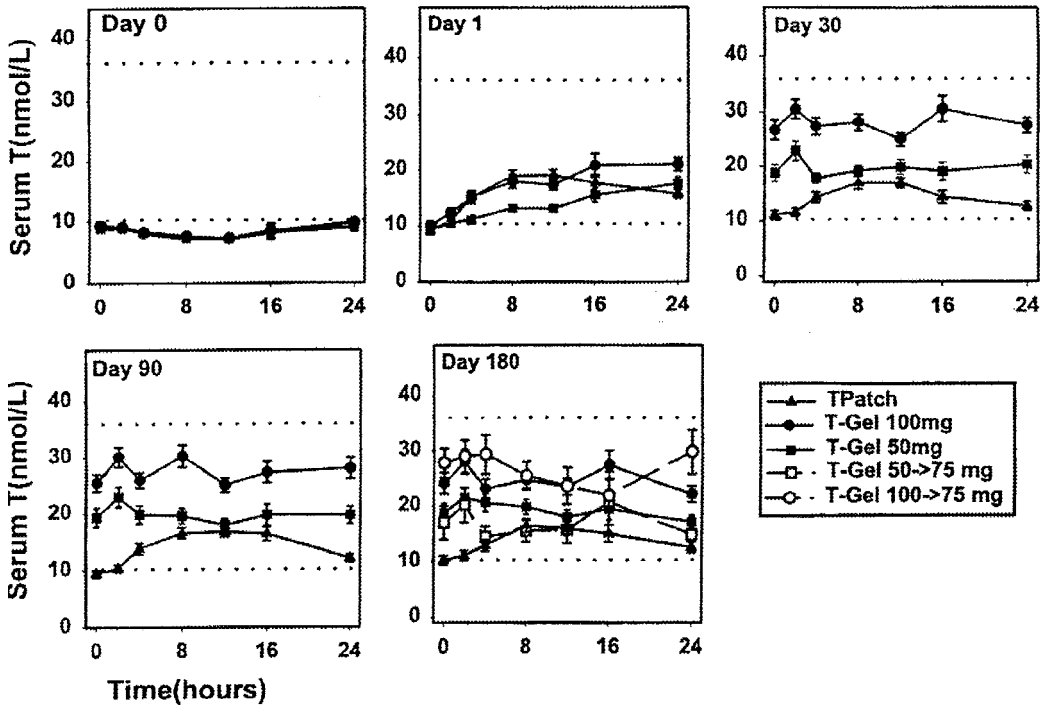 Day 0
Serum T(nmol/L)
40
30
20
10
0
0 8 16 24
Day 1
40
30
20
10
0
0 8 16 24
Day 30
40
30
20
10
0
0 8 16 24
Day 90
Serum T(nmol/L)
40
30
20
10
0
0 8 16 24
Time(hours)
Day 180
40
30
20
10
0
0 8 16 24
TPatch
T-Gel 100mg
T-Gel 50mg
T-Gel 50->75 mg
T-Gel 100->75 mg